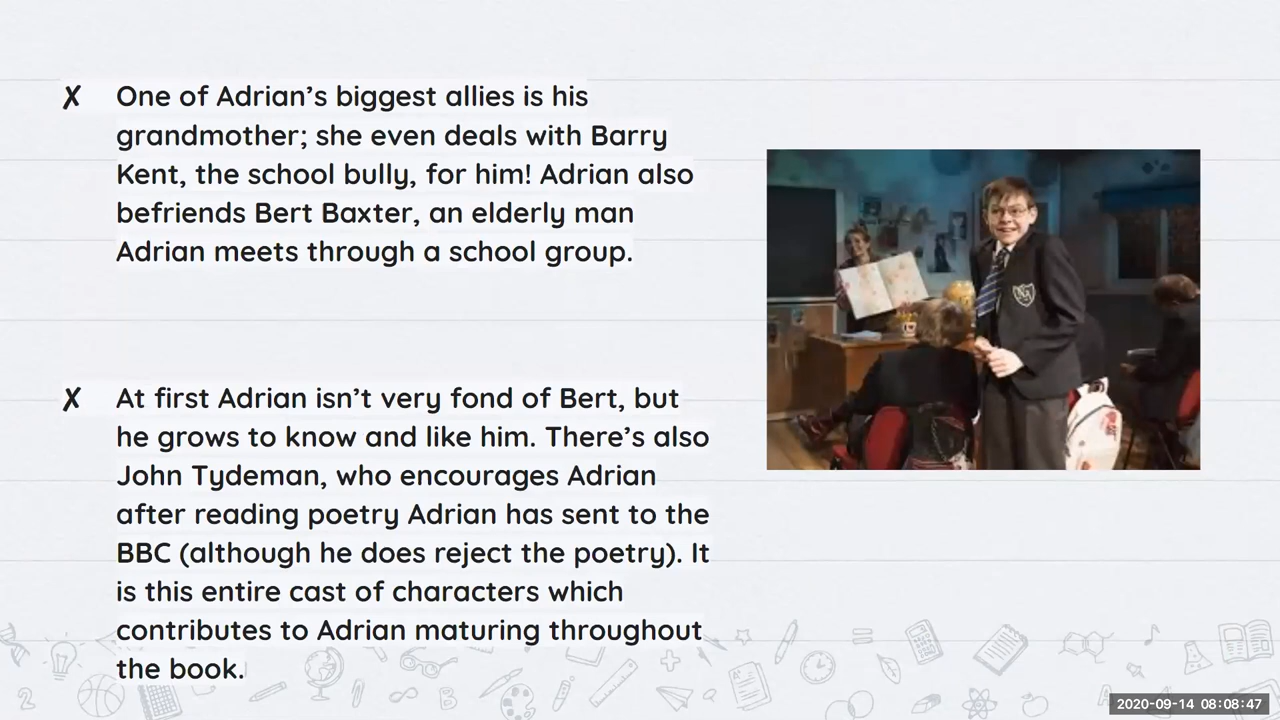 ✗ One of Adrian’s biggest allies is his
grandmother; she even deals with Barry
Kent, the school bully, for him! Adrian also
befriends Bert Baxter, an elderly man
Adrian meets through a school group.
✗ At first Adrian isn’t very fond of Bert, but
he grows to know and like him. There’s also
John Tydeman, who encourages Adrian
after reading poetry Adrian has sent to the
BBC (although he does reject the poetry). It
is this entire cast of characters which
contributes to Adrian maturing throughout
the book.
2020-09-14 08:08:47